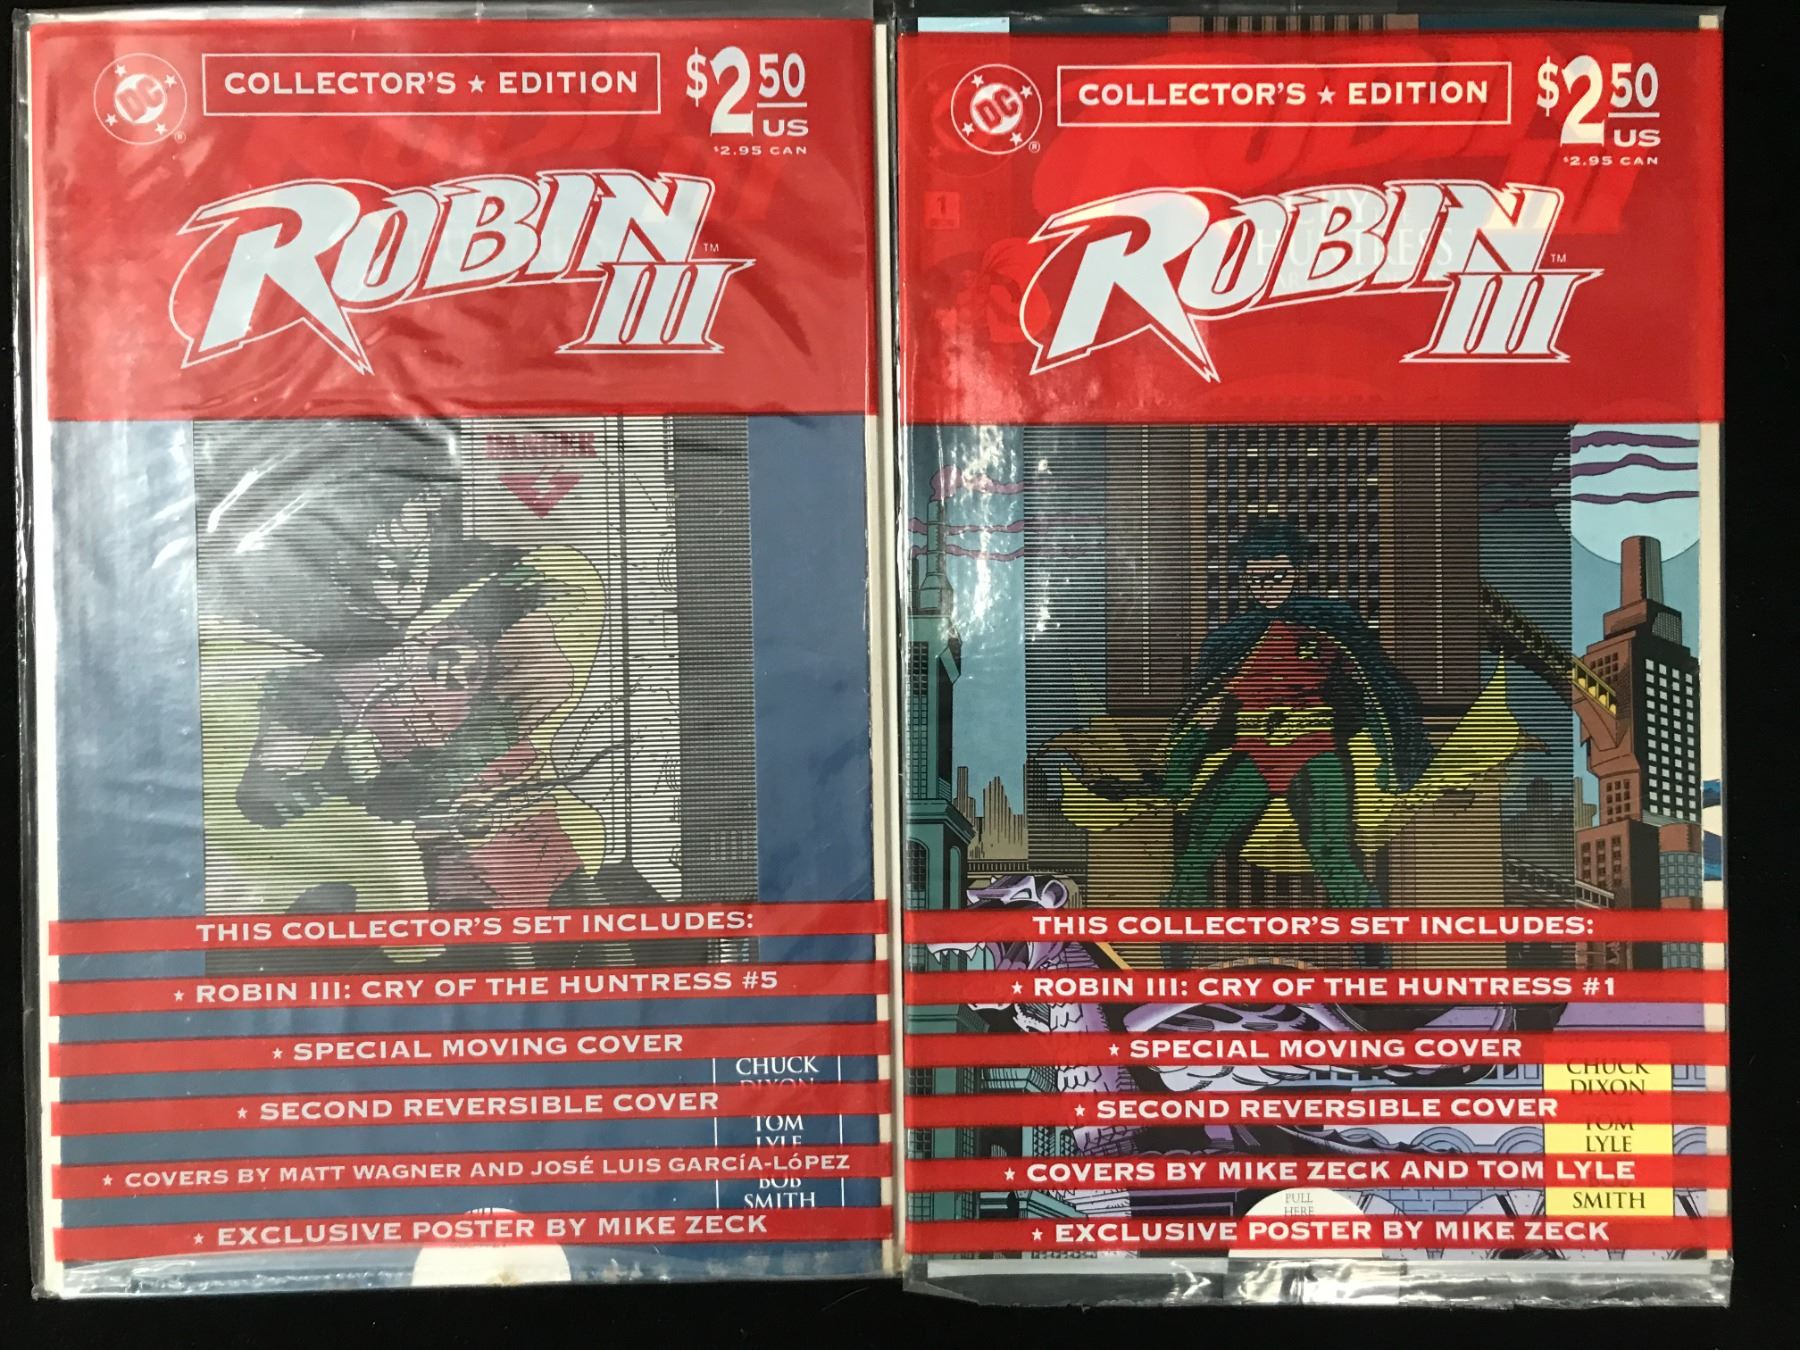 DC
®
COLLECTOR'S ★ EDITION
$2.50
US
$2.95 CAN
ROBIN
III
™
DANGER
R
THIS COLLECTOR'S SET INCLUDES:
★ ROBIN III: CRY OF THE HUNTRESS #5
★ SPECIAL MOVING COVER
CHUCK
DIXON
★ SECOND REVERSIBLE COVER
TOM
LYLE
★ COVERS BY MATT WAGNER AND JOSÉ LUIS GARCÍA-LÓPEZ
BOB
SMITH
★ EXCLUSIVE POSTER BY MIKE ZECK
DC
®
COLLECTOR'S ★ EDITION
$2.50
US
$2.95 CAN
ROBIN
III
™
1
CRY
HUNTRESS
THIS COLLECTOR'S SET INCLUDES:
★ ROBIN III: CRY OF THE HUNTRESS #1
★ SPECIAL MOVING COVER
CHUCK
DIXON
★ SECOND REVERSIBLE COVER
TOM
LYLE
★ COVERS BY MIKE ZECK AND TOM LYLE
SMITH
PULL
HERE
★ EXCLUSIVE POSTER BY MIKE ZECK